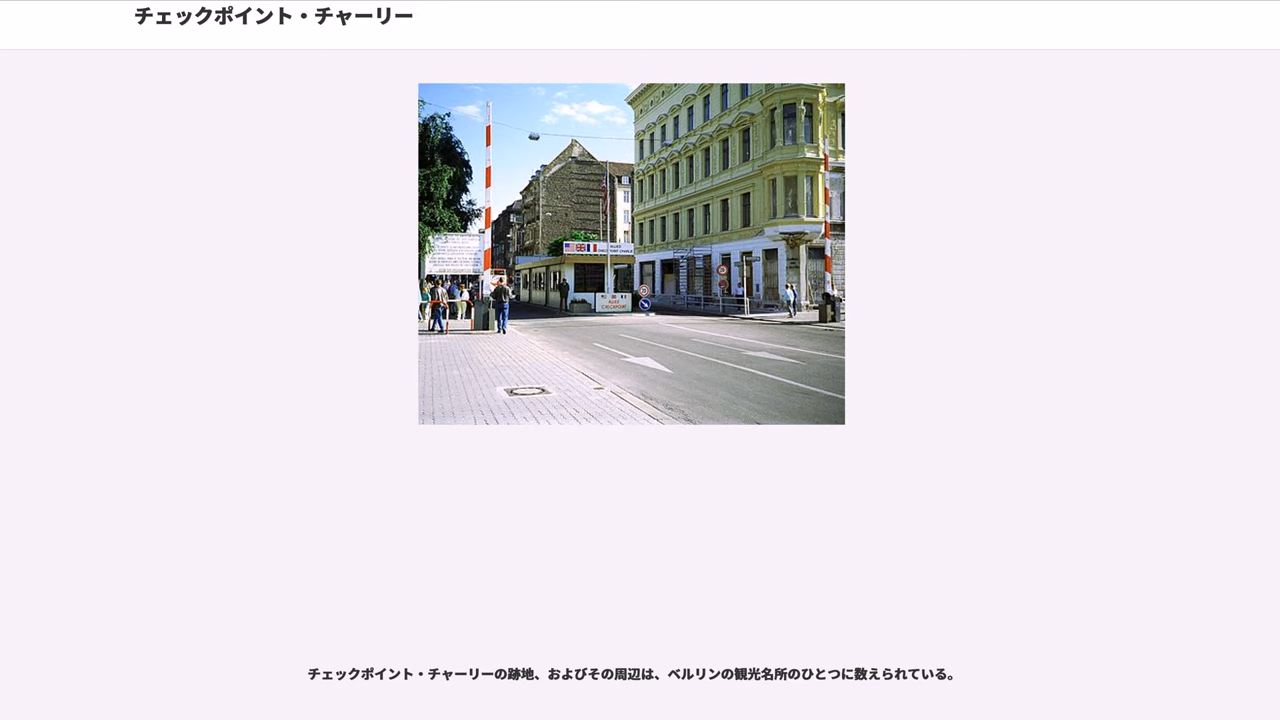 チェックポイント・チャーリー
ALLIED
CHECKPOINT
チェックポイント・チャーリーの跡地、およびその周辺は、ベルリンの観光名所のひとつに数えられている。